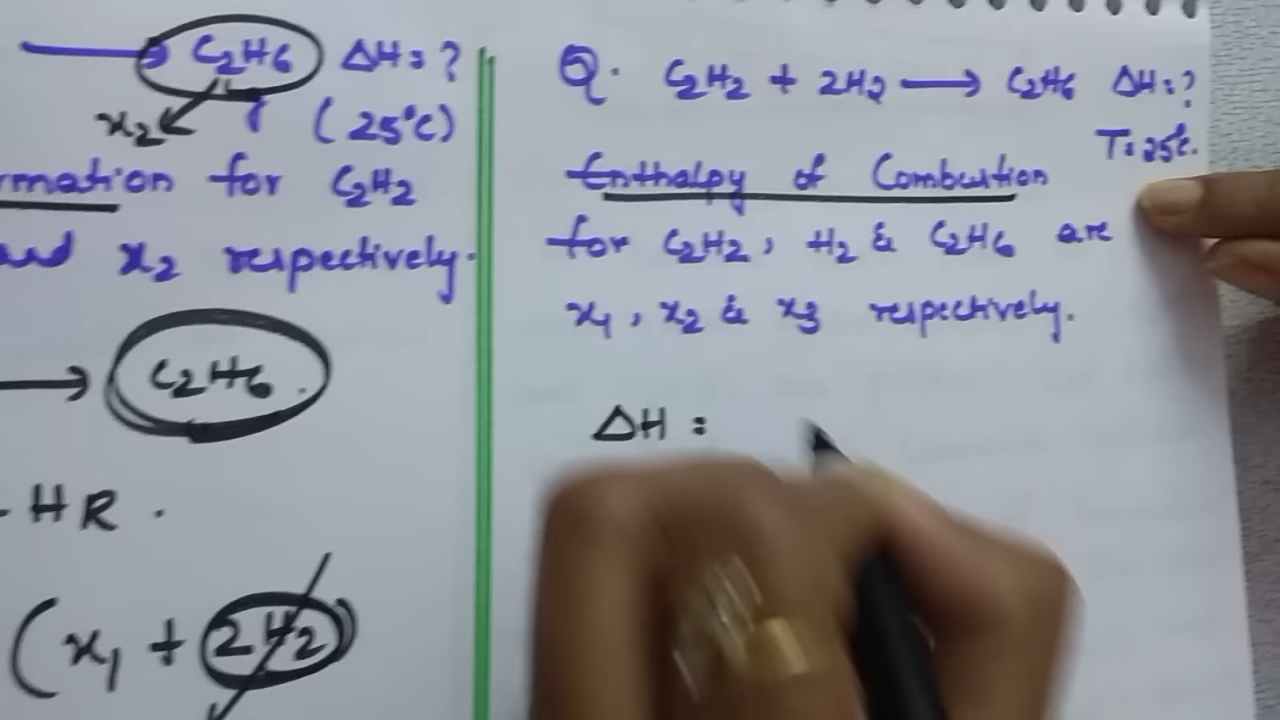 ⟶ C₂H₆ ΔH = ?
x₂ (25°C)
rmation for C₂H₂
and x₂ respectively.
⟶ C₂H₆.
- HR.
(x₁ + 2H₂)
Q. C₂H₂ + 2H₂ ⟶ C₂H₆ ΔH = ?
T = 25°C.
Enthalpy of Combustion
for C₂H₂, H₂ & C₂H₆ are
x₁, x₂ & x₃ respectively.
ΔH =